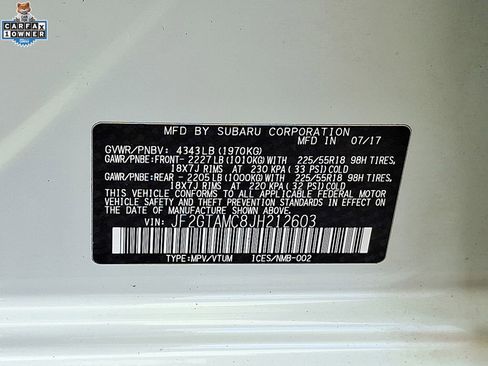 CARFAX
1 OWNER
MFD BY SUBARU CORPORATION
MFD IN 07/17
GVWR/PNBV: 4343LB (1970KG)
GAWR/PNBE:FRONT- 2227LB (1010KG)WITH 225/55R18 98H TIRES,
18X7J RIMS AT 230 KPA ( 33 PSI)COLD
GAWR/PNBE:REAR - 2205LB (1000KG)WITH 225/55R18 98H TIRES,
18X7J RIMS AT 220 KPA ( 32 PSI)COLD
THIS VEHICLE CONFORMS TO ALL APPLICABLE FEDERAL MOTOR
VEHICLE SAFETY AND BUMPER STANDARDS IN EFFECT ON THE
DATE OF MANUFACTURE SHOWN ABOVE.
VIN: JF2GTAMC8JH212603
TYPE:MPV/VTUM ICES/NMB-002